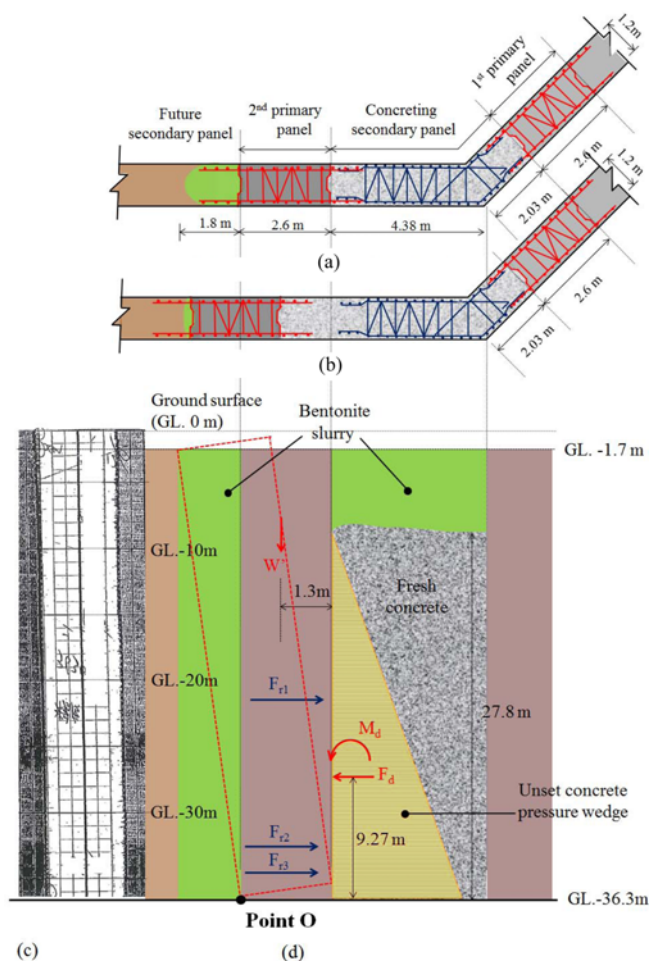 1.2m
1st primary
panel
Future
secondary panel
2nd primary
panel
Concreting
secondary panel
2.6 m
1.2 m
2.03 m
1.8 m
2.6 m
4.38 m
(a)
2.6 m
2.03 m
(b)
Ground surface
(GL. 0 m)
Bentonite
slurry
GL. -1.7 m
GL.-10m
W'
Fresh
concrete
1.3m
GL.-20m
Fr1
27.8 m
Md
Fd
Unset concrete
pressure wedge
GL.-30m
9.27 m
Fr2
Fr3
GL.-36.3m
Point O
(c)
(d)